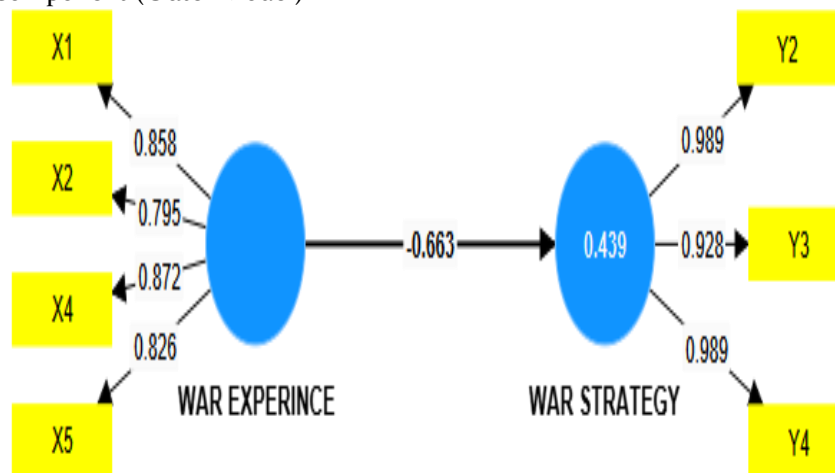 X1
Y2
0.858
0.989
X2
0.795
-0.663
0.439
0.928
Y3
0.872
X4
0.826
0.989
WAR EXPERINCE
WAR STRATEGY
X5
Y4